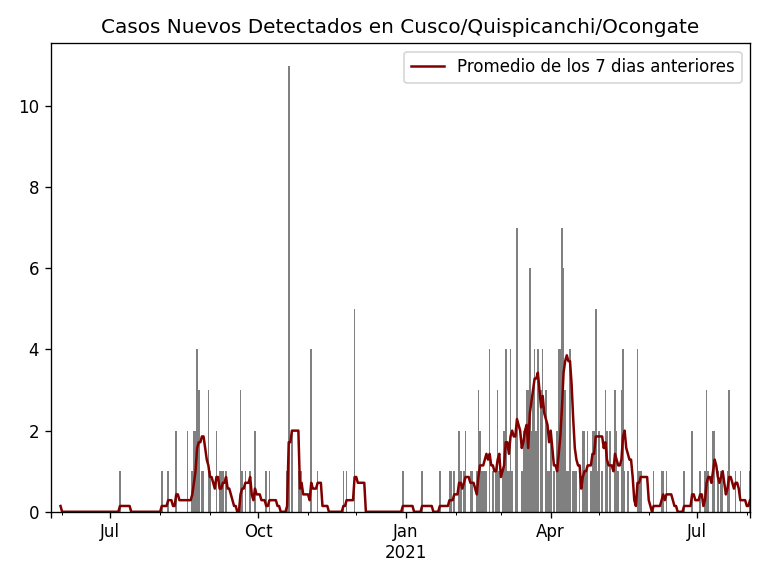 Casos Nuevos Detectados en Cusco/Quispicanchi/Ocongate
Promedio de los 7 dias anteriores
10
8
6
4
2
0
Jul
Oct
Jan
Apr
Jul
2021